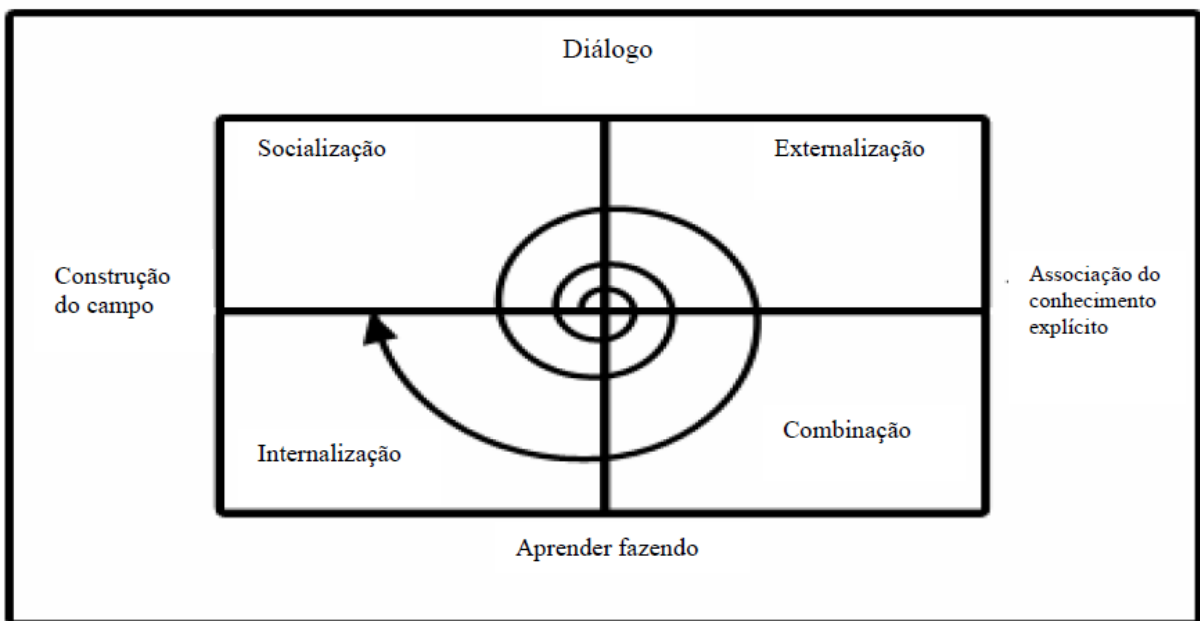 Diálogo
Socialização
Externalização
Construção
do campo
Associação do
conhecimento
explícito
Internalização
Combinação
Aprender fazendo